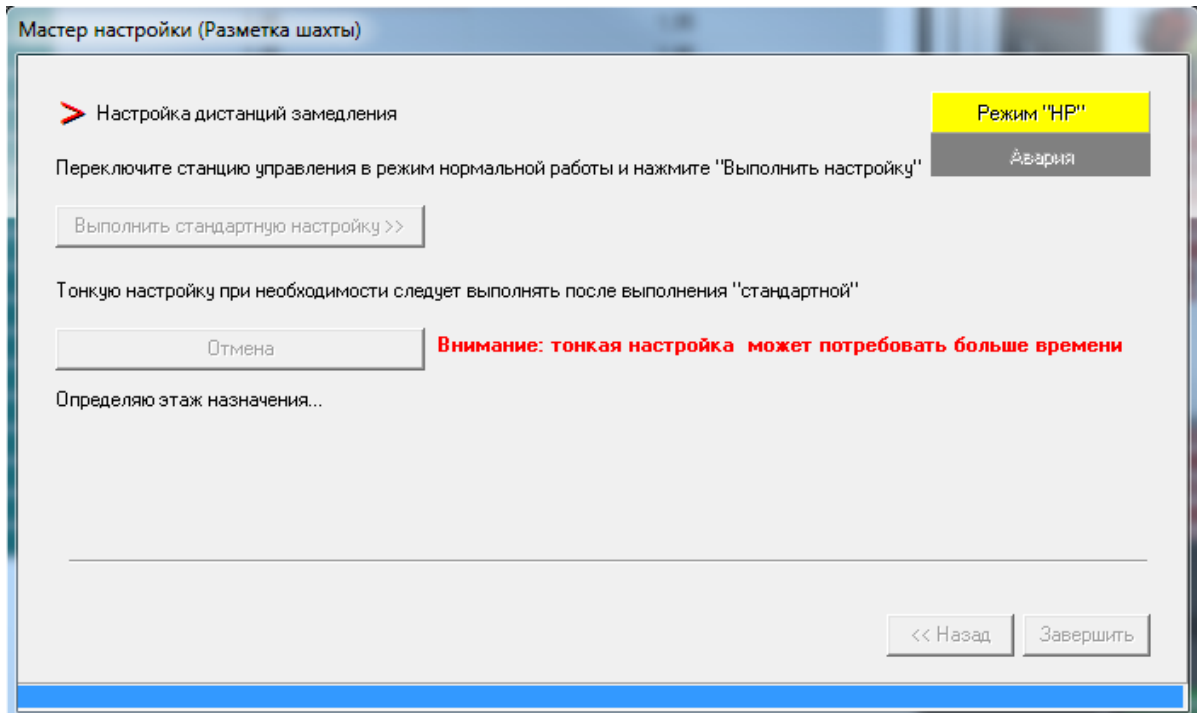 Мастер настройки (Разметка шахты)
> Настройка дистанций замедления
Режим "НР"
Авария
Переключите станцию управления в режим нормальной работы и нажмите "Выполнить настройку"
Выполнить стандартную настройку >>
Тонкую настройку при необходимости следует выполнять после выполнения "стандартной"
Отмена
Внимание: тонкая настройка может потребовать больше времени
Определяю этаж назначения...
<< Назад
Завершить